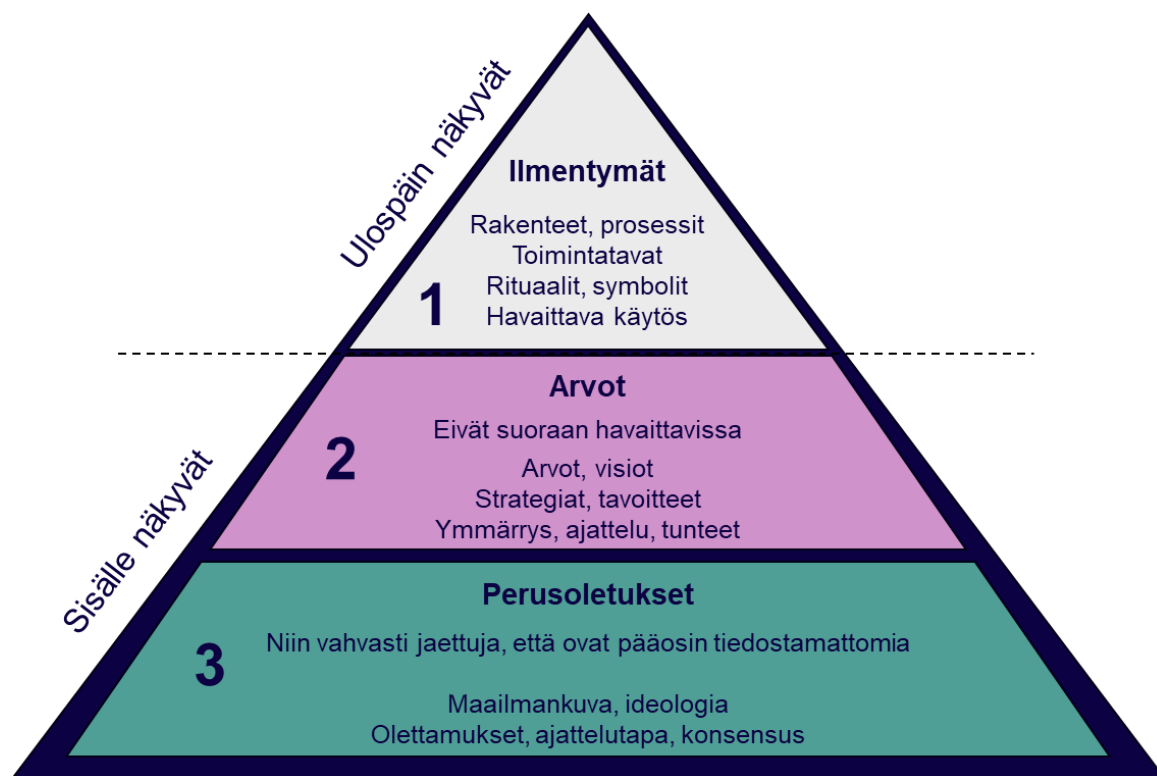 Ulospäin näkyvät
Ilmentymät
Rakenteet, prosessit
Toimintatavat
Rituaalit, symbolit
Havaittava käytös
1
Sisälle näkyvät
Arvot
Eivät suoraan havaittavissa
Arvot, visiot
Strategiat, tavoitteet
Ymmärrys, ajattelu, tunteet
2
Perusoletukset
Niin vahvasti jaettuja, että ovat pääosin tiedostamattomia
Maailmankuva, ideologia
Olettamukset, ajattelutapa, konsensus
3